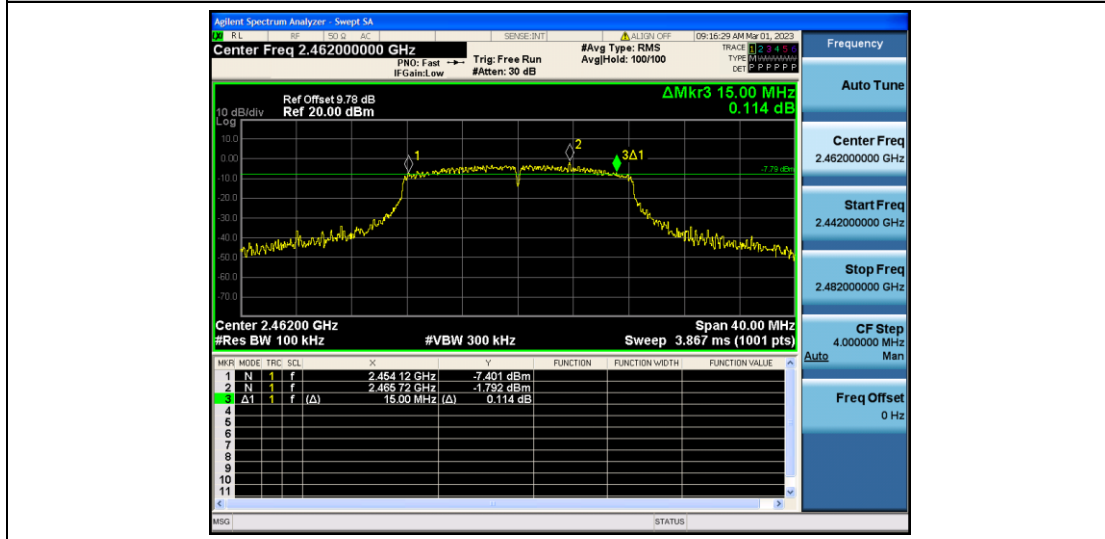 Agilent Spectrum Analyzer - Swept SA
RL RF 50 Ω AC SENSE:INT ALIGN OFF 09:16:29 AM Mar 01, 2023
Center Freq 2.462000000 GHz
PNO: Fast
IFGain:Low
Trig: Free Run
#Atten: 30 dB
#Avg Type: RMS
Avg|Hold: 100/100
TRACE 1 2 3 4 5 6
TYPE M
DET P P P P P P
ΔMkr3 15.00 MHz
0.114 dB
Ref Offset 9.78 dB
10 dB/div Ref 20.00 dBm
Log
10.0
0.00
-10.0
-20.0
-30.0
-40.0
-50.0
-60.0
-70.0
1
2
3Δ1
-7.79 dBm
Center 2.46200 GHz Span 40.00 MHz
#Res BW 100 kHz #VBW 300 kHz Sweep 3.867 ms (1001 pts)
MKR MODE TRC SCL X Y FUNCTION FUNCTION WIDTH FUNCTION VALUE
1 N 1 f 2.454 12 GHz -7.401 dBm
2 N 1 f 2.465 72 GHz -1.792 dBm
3 Δ1 1 f (Δ) 15.00 MHz (Δ) 0.114 dB
4
5
6
7
8
9
10
11
MSG STATUS
Frequency
Auto Tune
Center Freq
2.462000000 GHz
Start Freq
2.442000000 GHz
Stop Freq
2.482000000 GHz
CF Step
4.000000 MHz
Auto Man
Freq Offset
0 Hz